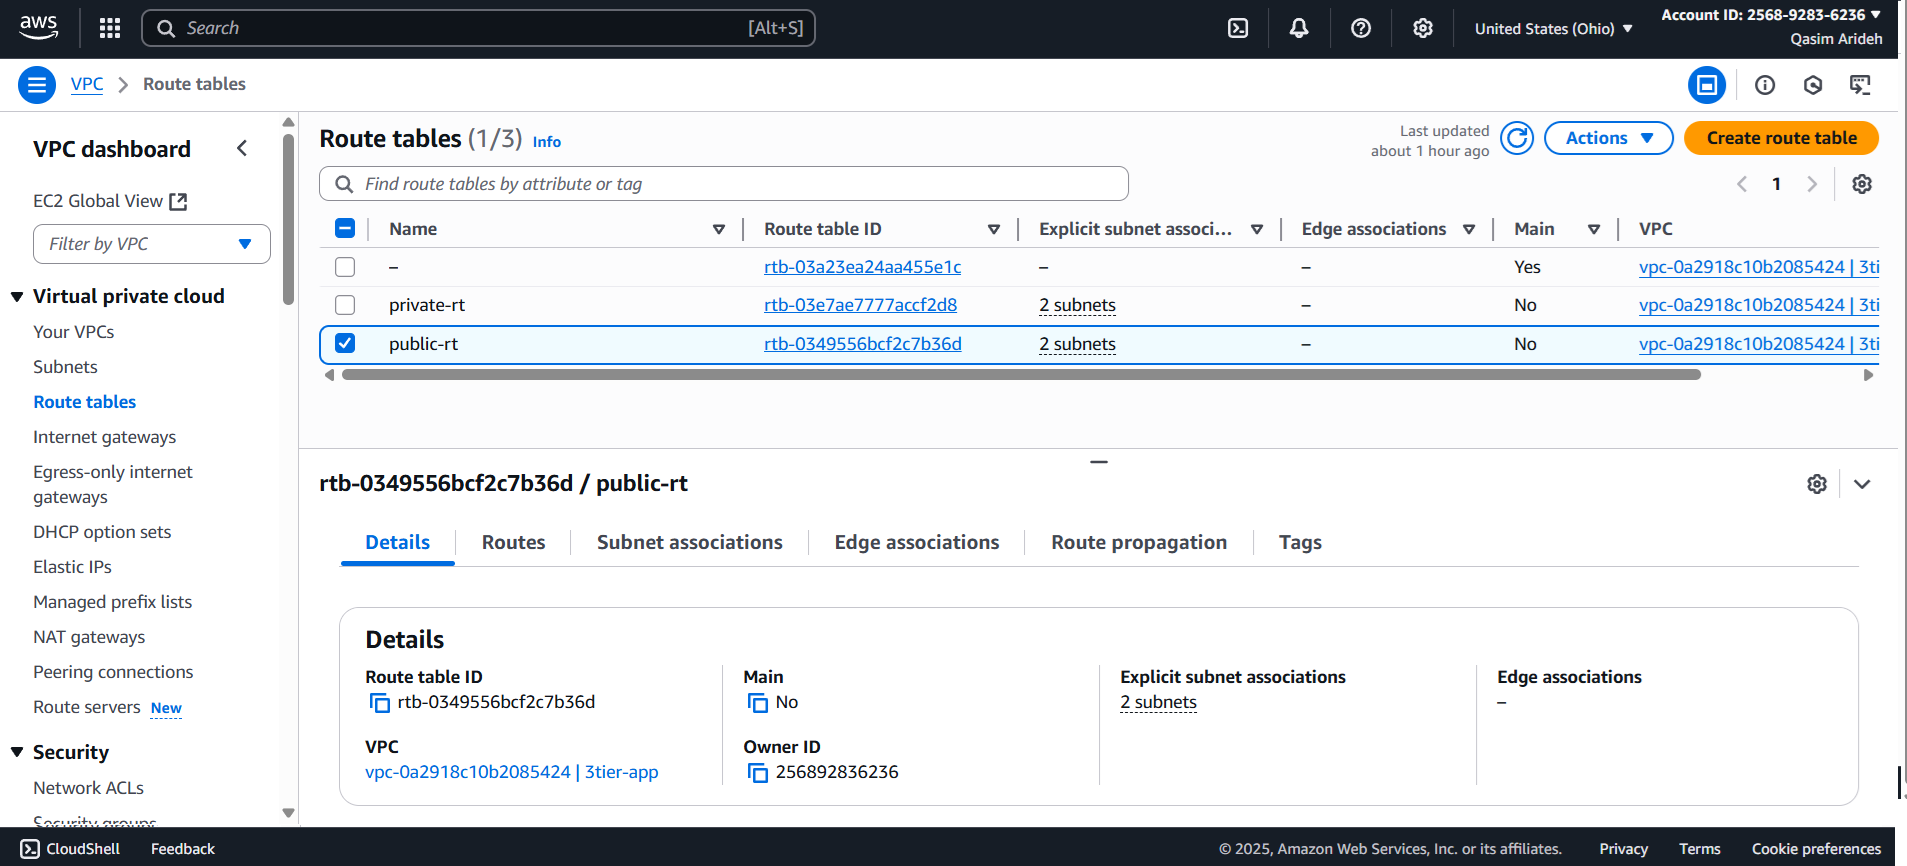 aws
Search [Alt+S]
United States (Ohio)
Account ID: 2568-9283-6236
Qasim Arideh
VPC
Route tables
VPC dashboard
EC2 Global View
Filter by VPC
Virtual private cloud
Your VPCs
Subnets
Route tables
Internet gateways
Egress-only internet
gateways
DHCP option sets
Elastic IPs
Managed prefix lists
NAT gateways
Peering connections
Route servers New
Security
Network ACLs
Security groups
Route tables (1/3) Info
Last updated
about 1 hour ago
Actions
Create route table
Find route tables by attribute or tag
1
Name Route table ID Explicit subnet associ... Edge associations Main VPC
– rtb-03a23ea24aa455e1c – – Yes vpc-0a2918c10b2085424 | 3ti
private-rt rtb-03e7ae7777accf2d8 2 subnets – No vpc-0a2918c10b2085424 | 3ti
public-rt rtb-0349556bcf2c7b36d 2 subnets – No vpc-0a2918c10b2085424 | 3ti
rtb-0349556bcf2c7b36d / public-rt
Details Routes Subnet associations Edge associations Route propagation Tags
Details
Route table ID
rtb-0349556bcf2c7b36d
Main
No
Explicit subnet associations
2 subnets
Edge associations
–
VPC
vpc-0a2918c10b2085424 | 3tier-app
Owner ID
256892836236
CloudShell Feedback © 2025, Amazon Web Services, Inc. or its affiliates. Privacy Terms Cookie preferences